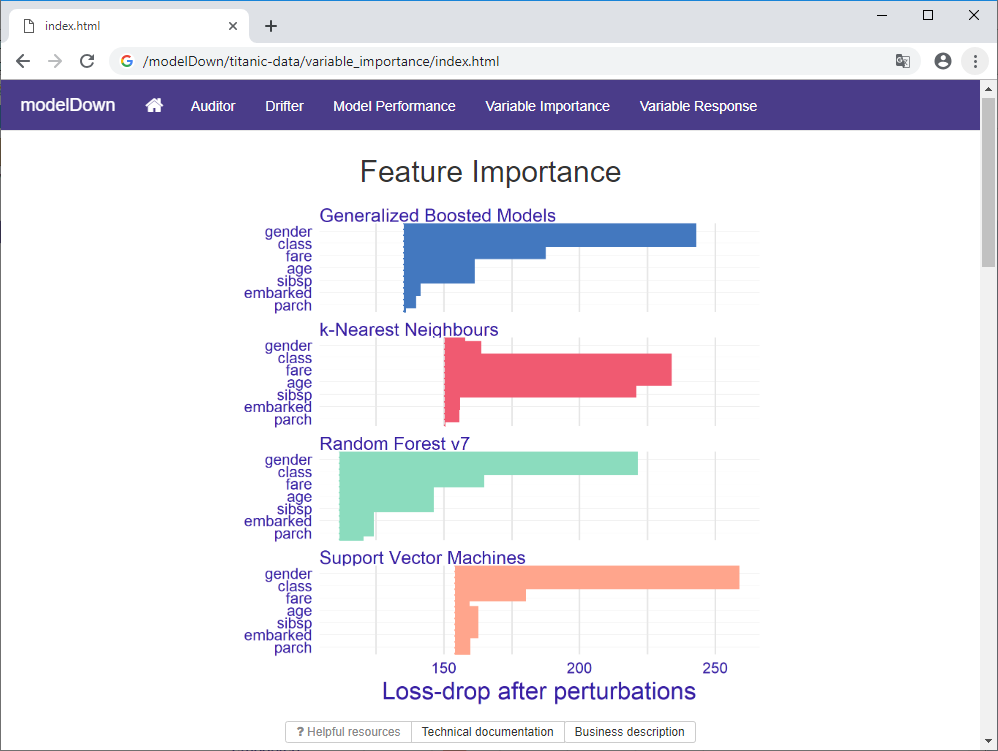 index.html
/modelDown/titanic-data/variable_importance/index.html
modelDown Auditor Drifter Model Performance Variable Importance Variable Response
Feature Importance
Generalized Boosted Models
gender
class
fare
age
sibsp
embarked
parch
k-Nearest Neighbours
gender
class
fare
age
sibsp
embarked
parch
Random Forest v7
gender
class
fare
age
sibsp
embarked
parch
Support Vector Machines
gender
class
fare
age
sibsp
embarked
parch
150 200 250
Loss-drop after perturbations
? Helpful resources Technical documentation Business description